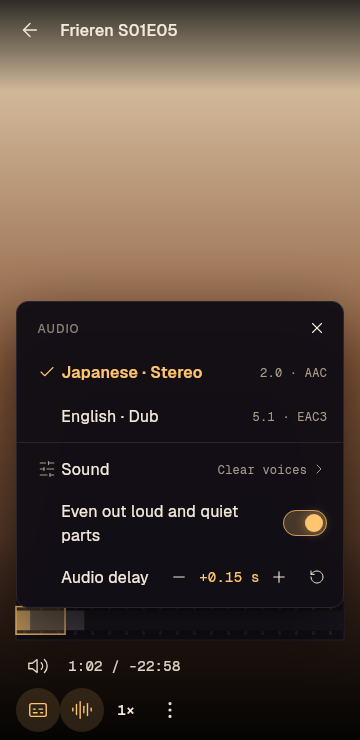 Frieren S01E05
AUDIO
Japanese · Stereo 2.0 · AAC
English · Dub 5.1 · EAC3
Sound Clear voices
Even out loud and quiet
parts
Audio delay +0.15 s
1:02 / -22:58
1×